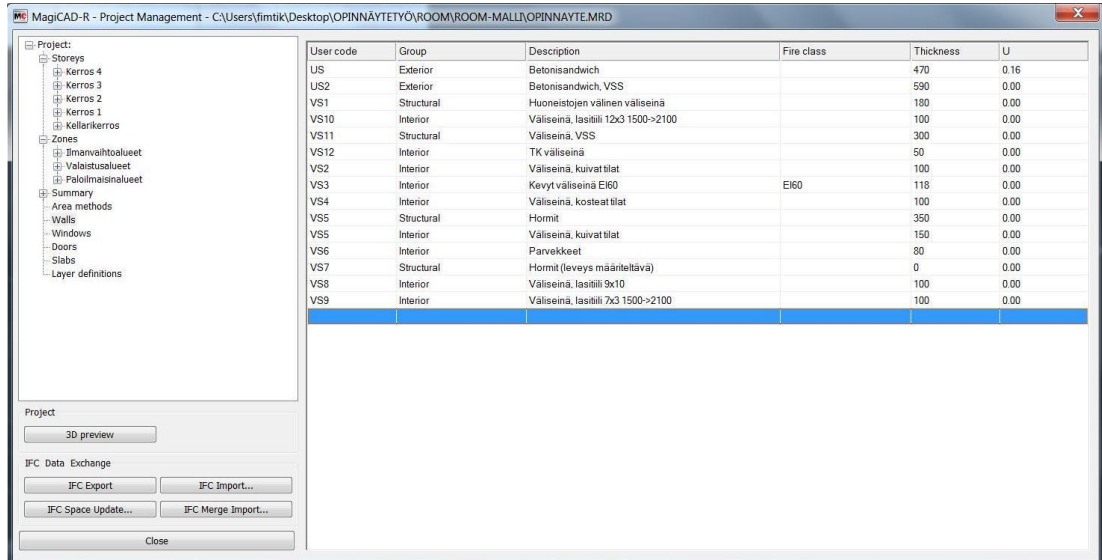 MagiCAD-R - Project Management - C:\Users\fimtik\Desktop\OPINNÄYTETYÖ\ROOM\ROOM-MALLI\OPINNAYTE.MRD
Project:
Storeys
Kerros 4
Kerros 3
Kerros 2
Kerros 1
Kellarikerros
Zones
Ilmanvaihtoalueet
Valaistusalueet
Paloilmaisinalueet
Summary
Area methods
Walls
Windows
Doors
Slabs
Layer definitions
Project
3D preview
IFC Data Exchange
IFC Export IFC Import...
IFC Space Update... IFC Merge Import...
Close
User code Group Description Fire class Thickness U
US Exterior Betonisandwich 470 0.16
US2 Exterior Betonisandwich, VSS 590 0.00
VS1 Structural Huoneistojen välinen väliseinä 180 0.00
VS10 Interior Väliseinä, lasitiili 12x3 1500->2100 100 0.00
VS11 Structural Väliseinä, VSS 300 0.00
VS12 Interior TK väliseinä 50 0.00
VS2 Interior Väliseinä, kuivat tilat 100 0.00
VS3 Interior Kevyt väliseinä EI60 EI60 118 0.00
VS4 Interior Väliseinä, kosteat tilat 100 0.00
VS5 Structural Hormit 350 0.00
VS5 Interior Väliseinä, kuivat tilat 150 0.00
VS6 Interior Parvekkeet 80 0.00
VS7 Structural Hormit (leveys määriteltävä) 0 0.00
VS8 Interior Väliseinä, lasitiili 9x10 100 0.00
VS9 Interior Väliseinä, lasitiili 7x3 1500->2100 100 0.00